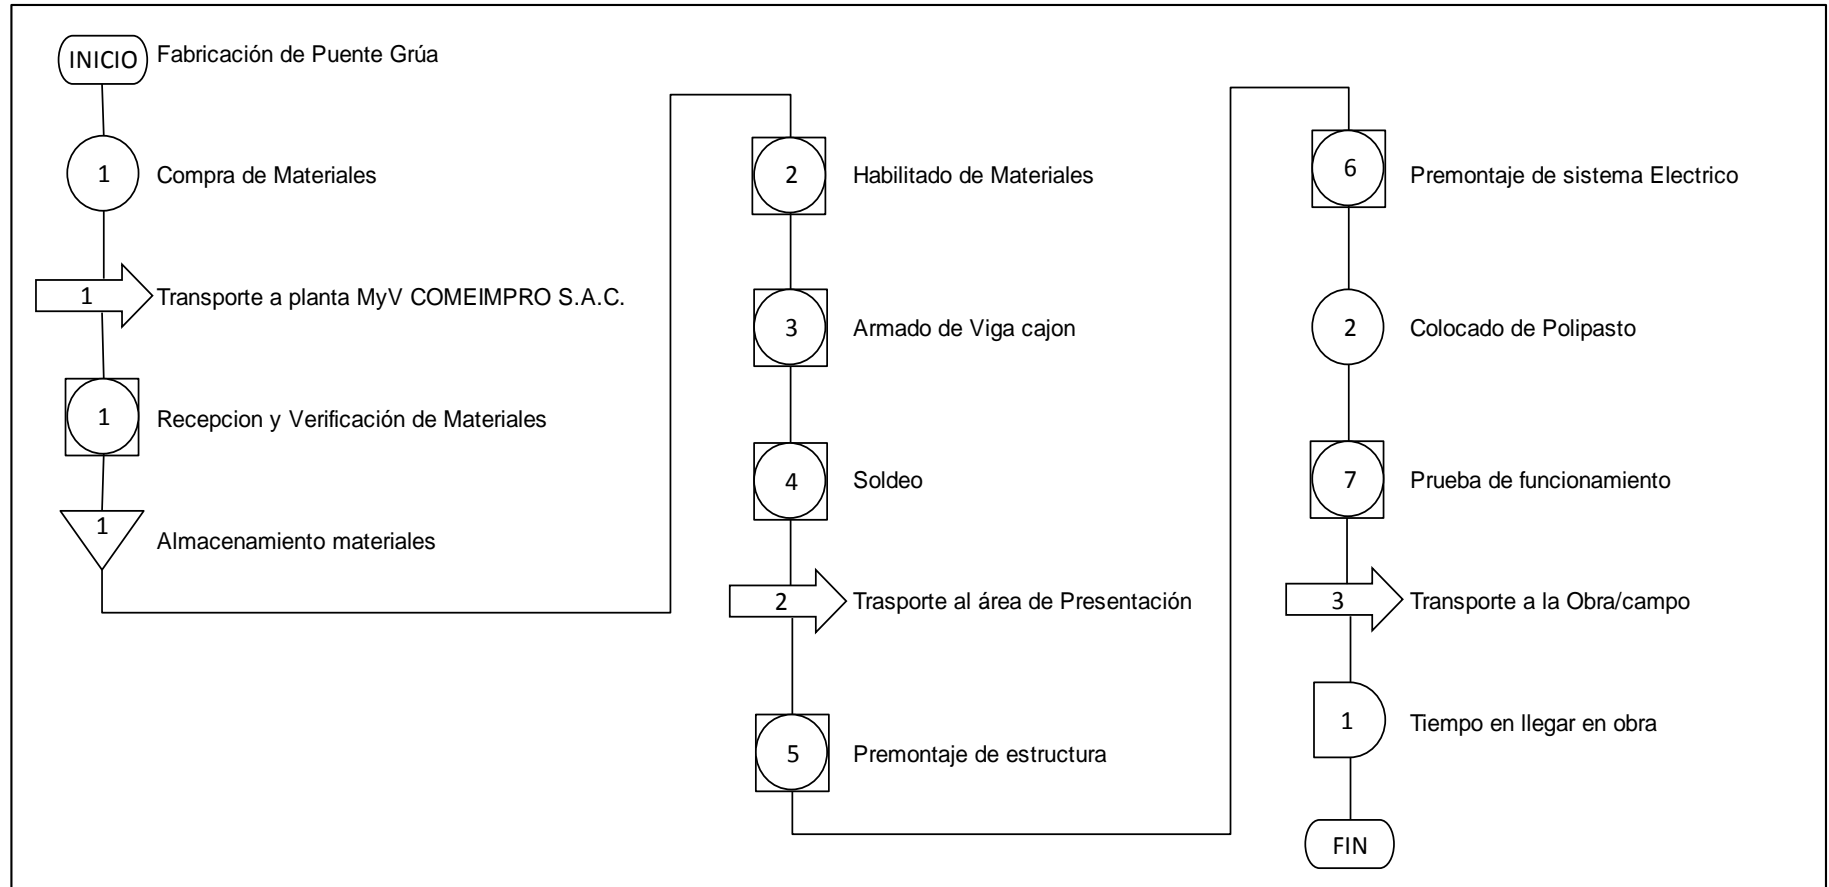 INICIO Fabricación de Puente Grúa
1 Compra de Materiales
1 Transporte a planta MyV COMEIMPRO S.A.C.
1 Recepcion y Verificación de Materiales
1 Almacenamiento materiales
2 Habilitado de Materiales
3 Armado de Viga cajon
4 Soldeo
2 Trasporte al área de Presentación
5 Premontaje de estructura
6 Premontaje de sistema Electrico
2 Colocado de Polipasto
7 Prueba de funcionamiento
3 Transporte a la Obra/campo
1 Tiempo en llegar en obra
FIN